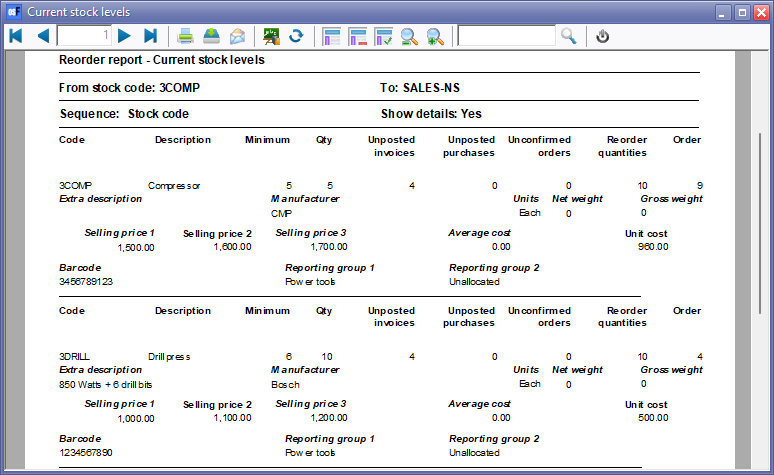 Current stock levels
1
Reorder report - Current stock levels
From stock code: 3COMP To: SALES-NS
Sequence: Stock code Show details: Yes
Code Description Minimum Qty Unposted invoices Unposted purchases Unconfirmed orders Reorder quantities Order
3COMP Compressor 5 5 4 0 0 10 9
Extra description Manufacturer Units Net weight Gross weight
CMP Each 0 0
Selling price 1 Selling price 2 Selling price 3 Average cost Unit cost
1,500.00 1,600.00 1,700.00 0.00 960.00
Barcode Reporting group 1 Reporting group 2
3456789123 Power tools Unallocated
Code Description Minimum Qty Unposted invoices Unposted purchases Unconfirmed orders Reorder quantities Order
3DRILL Drill press 6 10 4 0 0 10 4
Extra description Manufacturer Units Net weight Gross weight
850 Watts + 6 drill bits Bosch Each 0 0
Selling price 1 Selling price 2 Selling price 3 Average cost Unit cost
1,000.00 1,100.00 1,200.00 0.00 500.00
Barcode Reporting group 1 Reporting group 2
1234567890 Power tools Unallocated